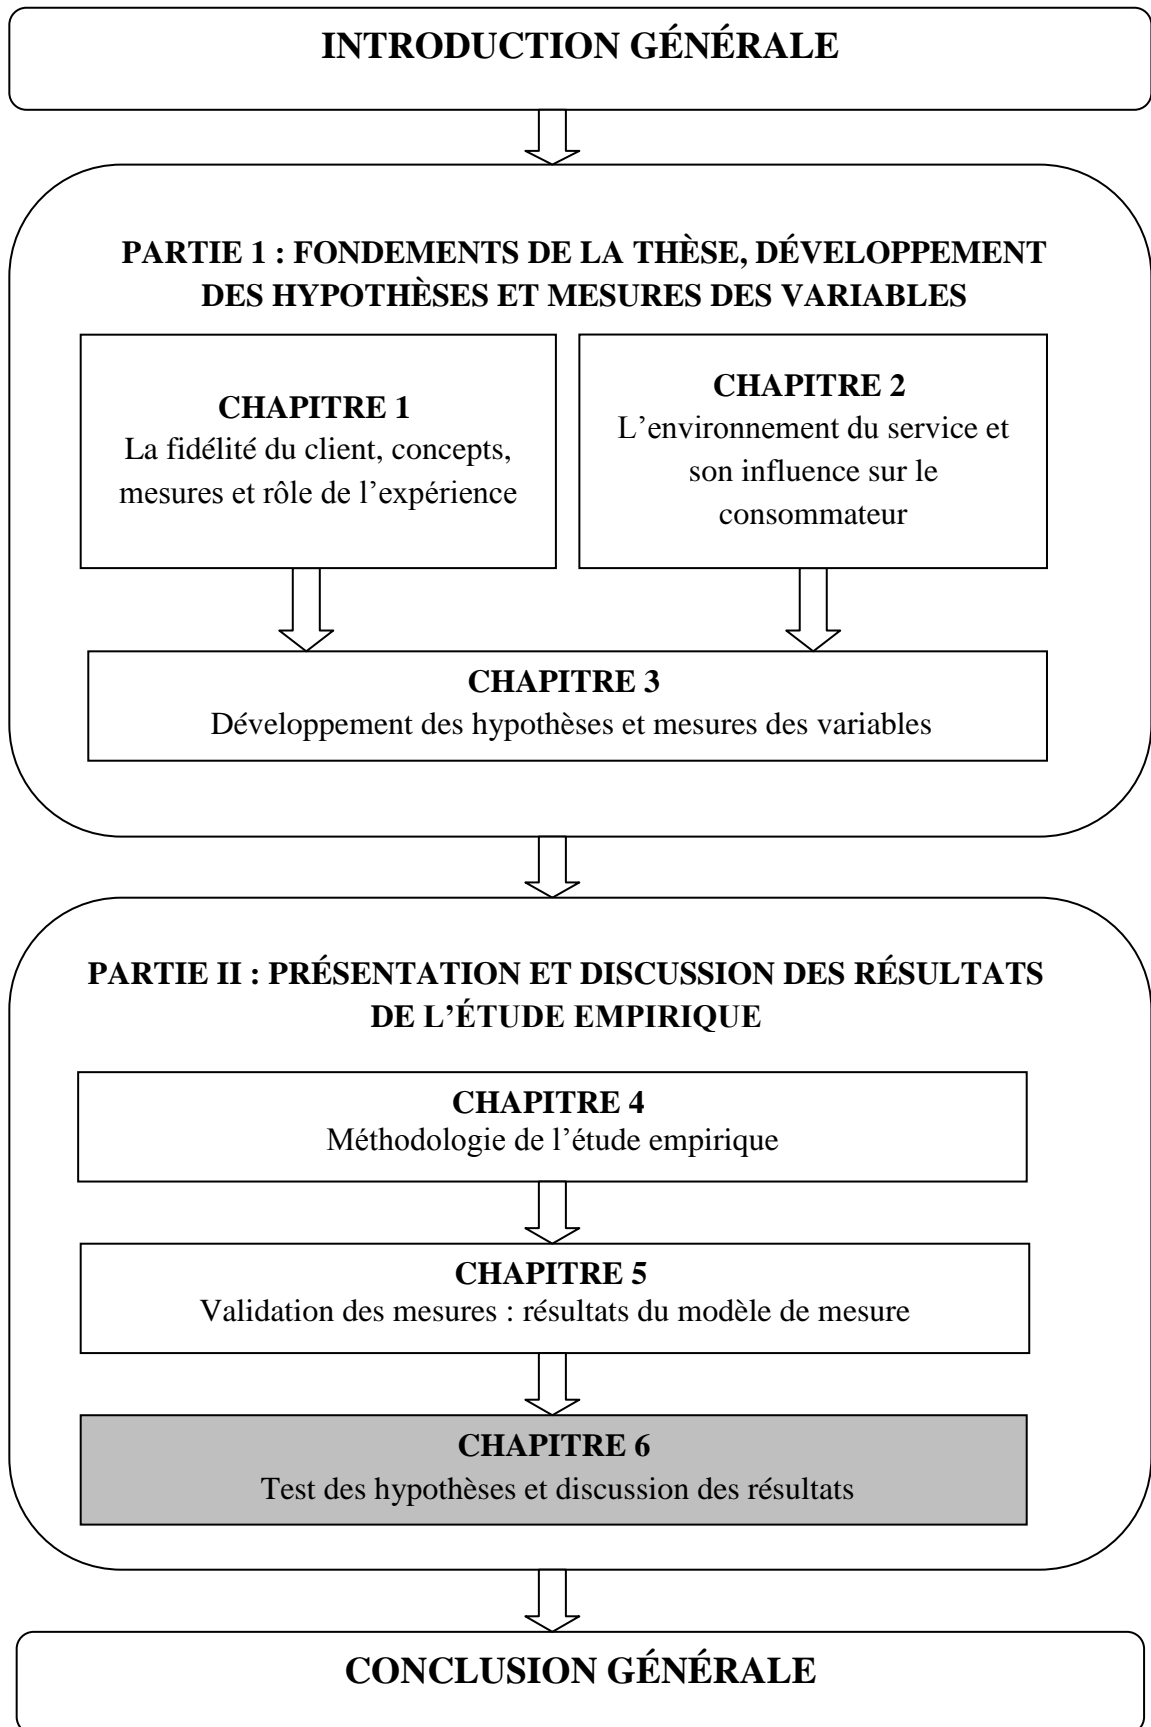 INTRODUCTION GÉNÉRALE
PARTIE 1 : FONDEMENTS DE LA THÈSE, DÉVELOPPEMENT
DES HYPOTHÈSES ET MESURES DES VARIABLES
CHAPITRE 1
La fidélité du client, concepts,
mesures et rôle de l’expérience
CHAPITRE 2
L’environnement du service et
son influence sur le
consommateur
CHAPITRE 3
Développement des hypothèses et mesures des variables
PARTIE II : PRÉSENTATION ET DISCUSSION DES RÉSULTATS
DE L’ÉTUDE EMPIRIQUE
CHAPITRE 4
Méthodologie de l’étude empirique
CHAPITRE 5
Validation des mesures : résultats du modèle de mesure
CHAPITRE 6
Test des hypothèses et discussion des résultats
CONCLUSION GÉNÉRALE